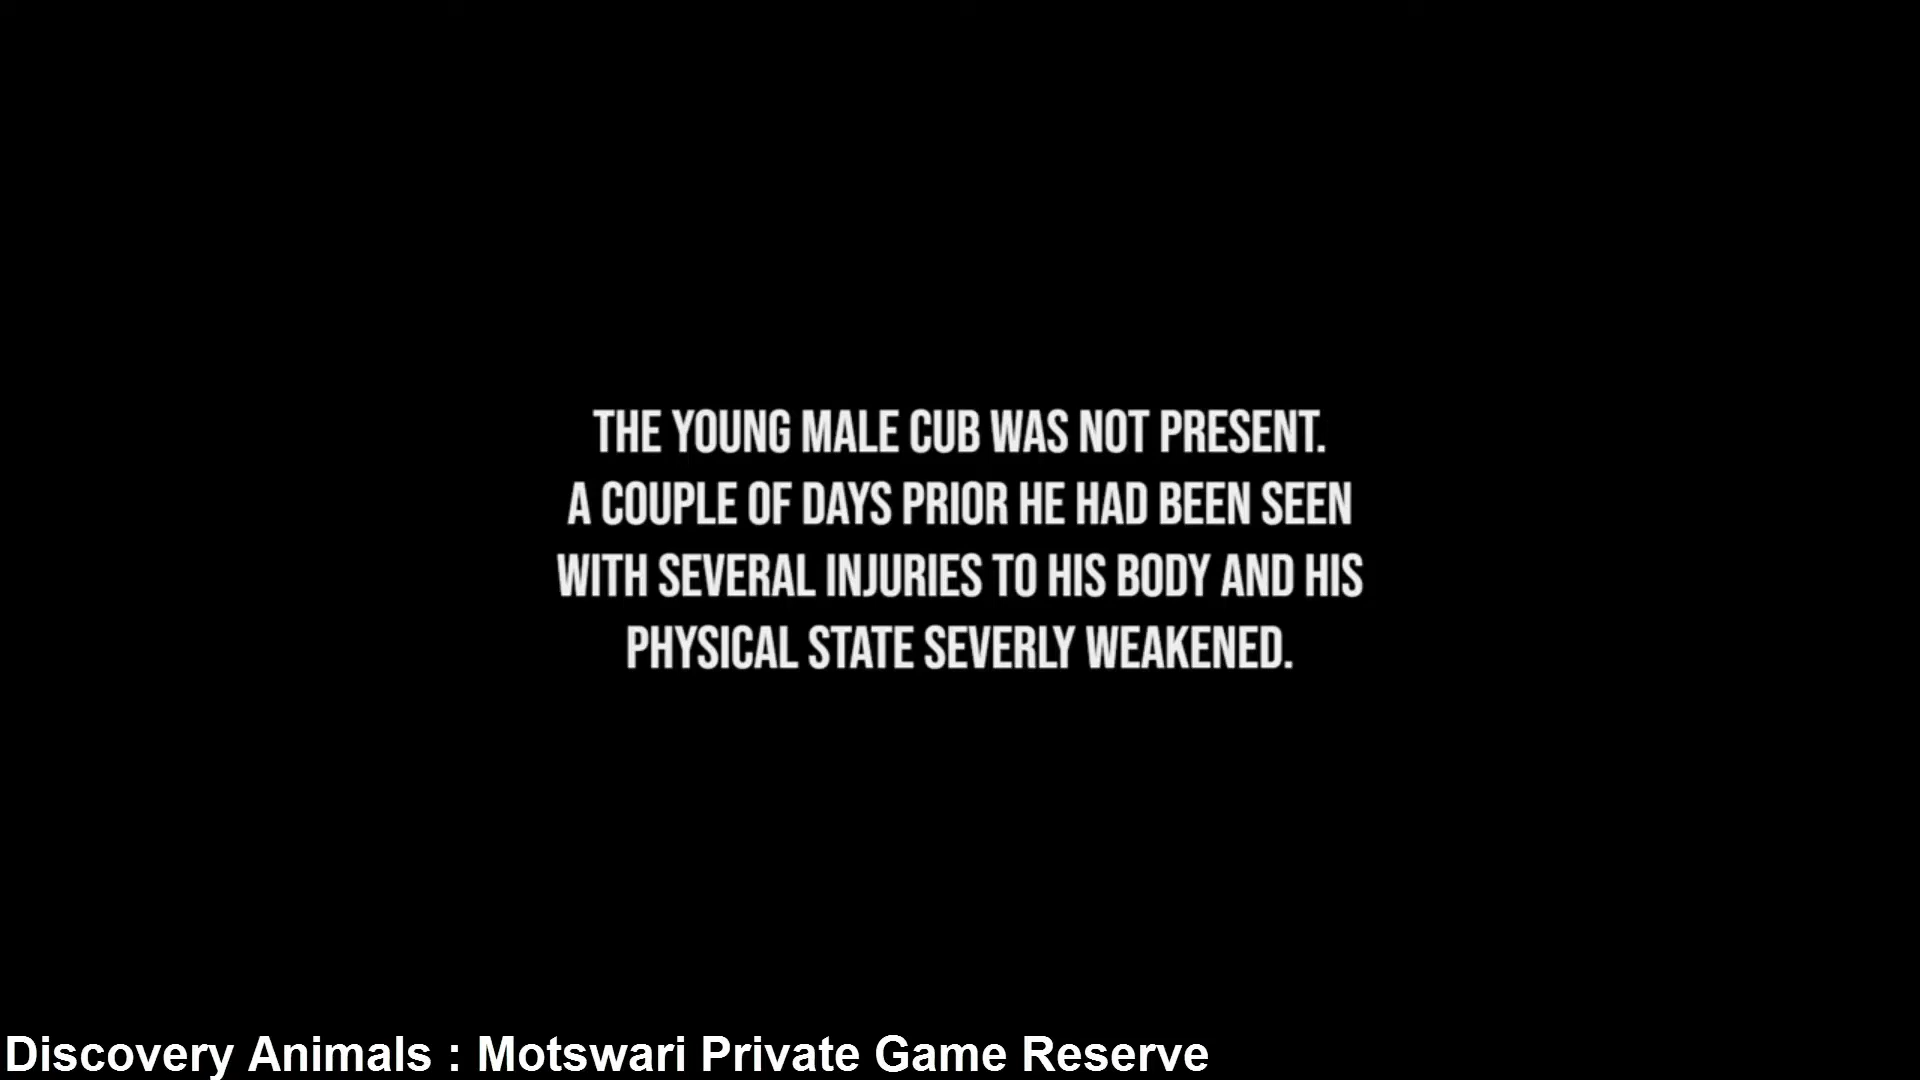 THE YOUNG MALE CUB WAS NOT PRESENT.
A COUPLE OF DAYS PRIOR HE HAD BEEN SEEN
WITH SEVERAL INJURIES TO HIS BODY AND HIS
PHYSICAL STATE SEVERLY WEAKENED.
Discovery Animals : Motswari Private Game Reserve